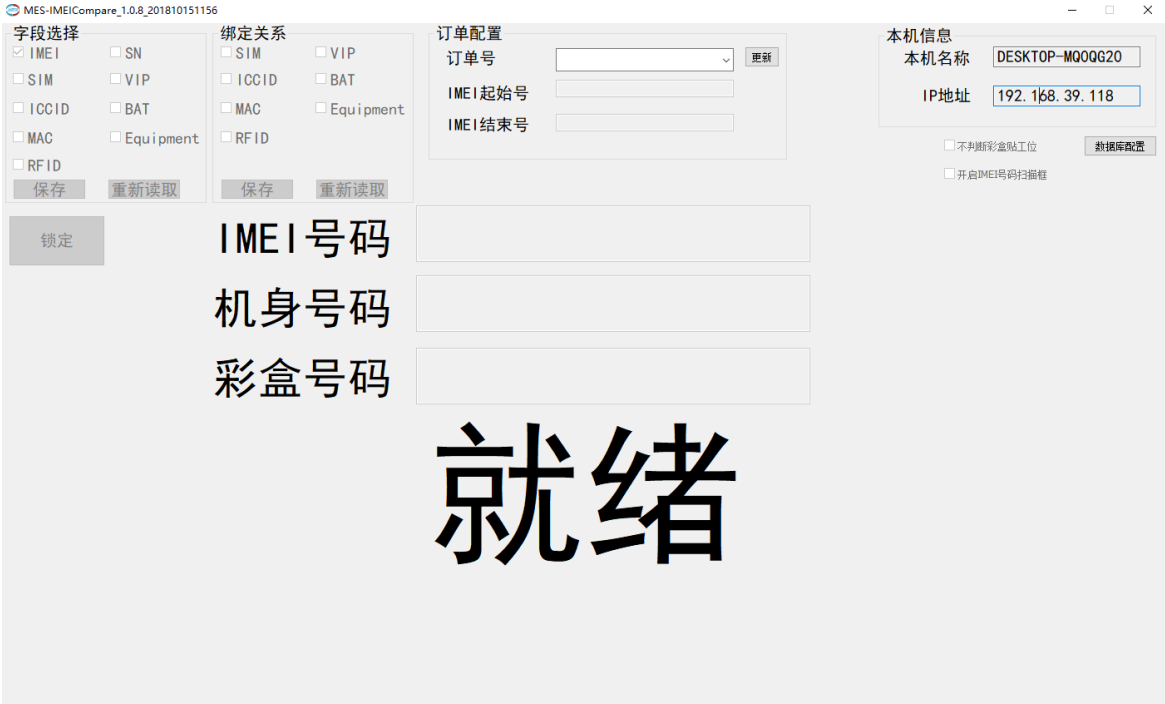 MES-IMEICompare_1.0.8_201810151156
字段选择
IMEI SN
SIM VIP
ICCID BAT
MAC Equipment
RFID
保存 重新读取
绑定关系
SIM VIP
ICCID BAT
MAC Equipment
RFID
保存 重新读取
订单配置
订单号 更新
IMEI起始号
IMEI结束号
本机信息
本机名称 DESKTOP-MQ0QG20
IP地址 192.168.39.118
不判断彩盒贴工位 数据库配置
开启IMEI号码扫描框
锁定
IMEI号码
机身号码
彩盒号码
就绪